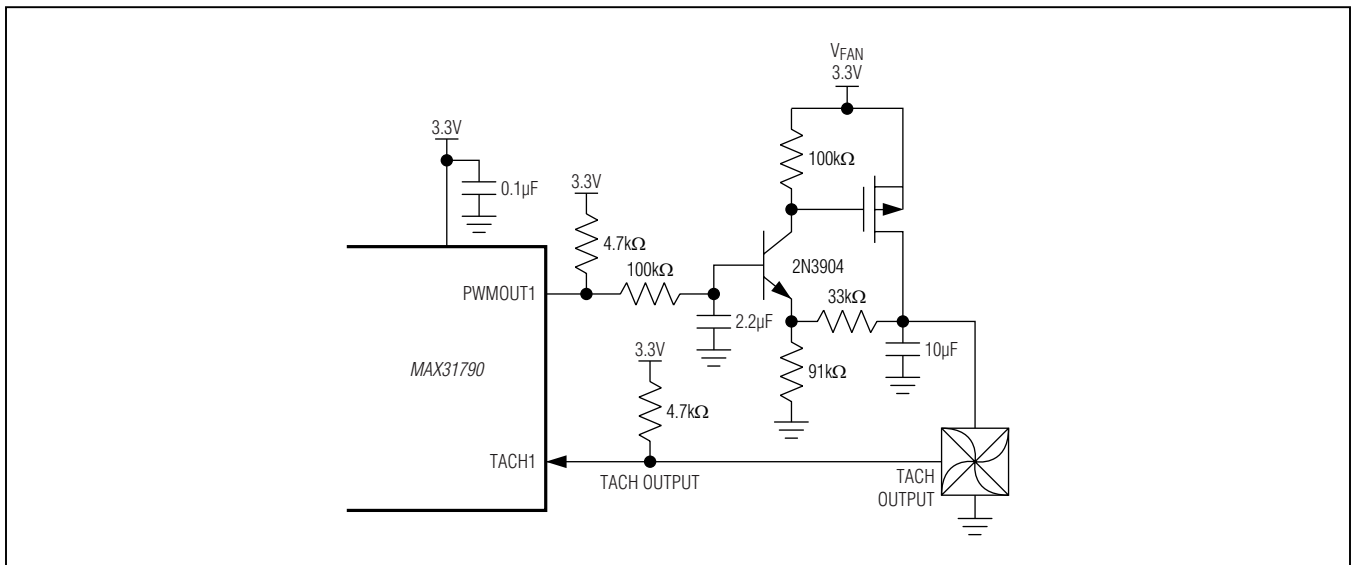 V_FAN
3.3V
3.3V
100kΩ
0.1µF
3.3V
4.7kΩ
100kΩ
2N3904
PWMOUT1
33kΩ
2.2µF
3.3V
10µF
91kΩ
MAX31790
4.7kΩ
TACH1
TACH OUTPUT
TACH
OUTPUT